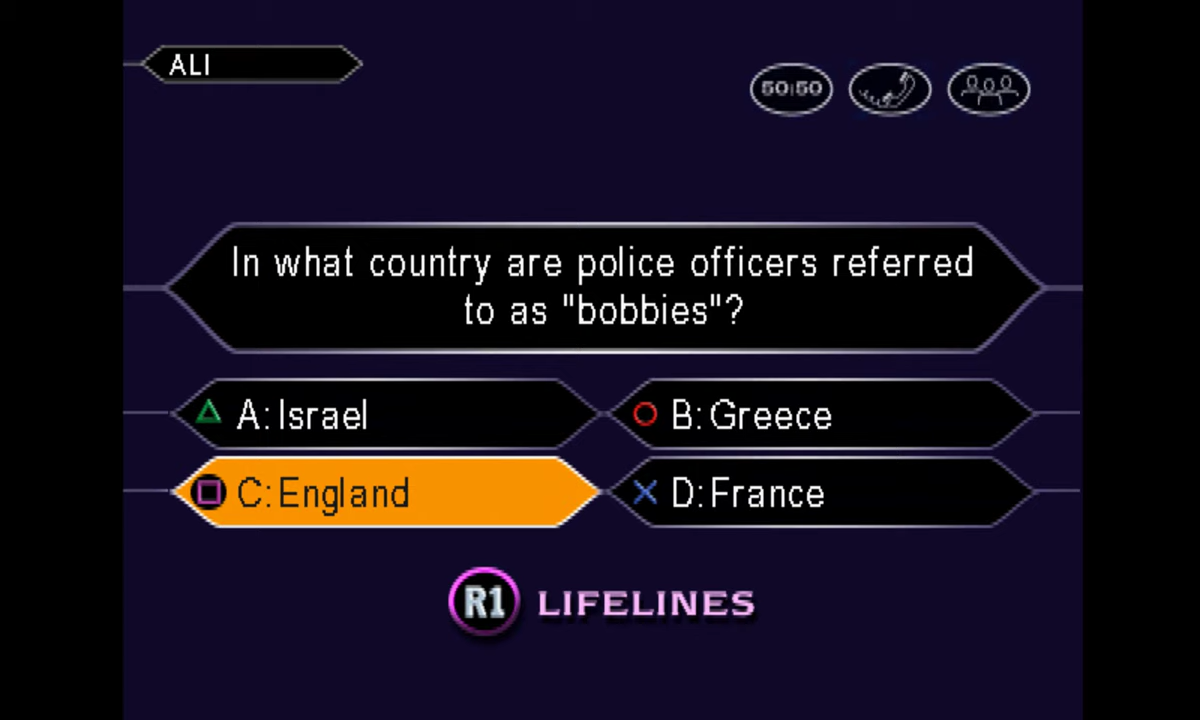 ALI
50:50
In what country are police officers referred
to as "bobbies"?
A: Israel
B: Greece
C: England
D: France
R1 LIFELINES